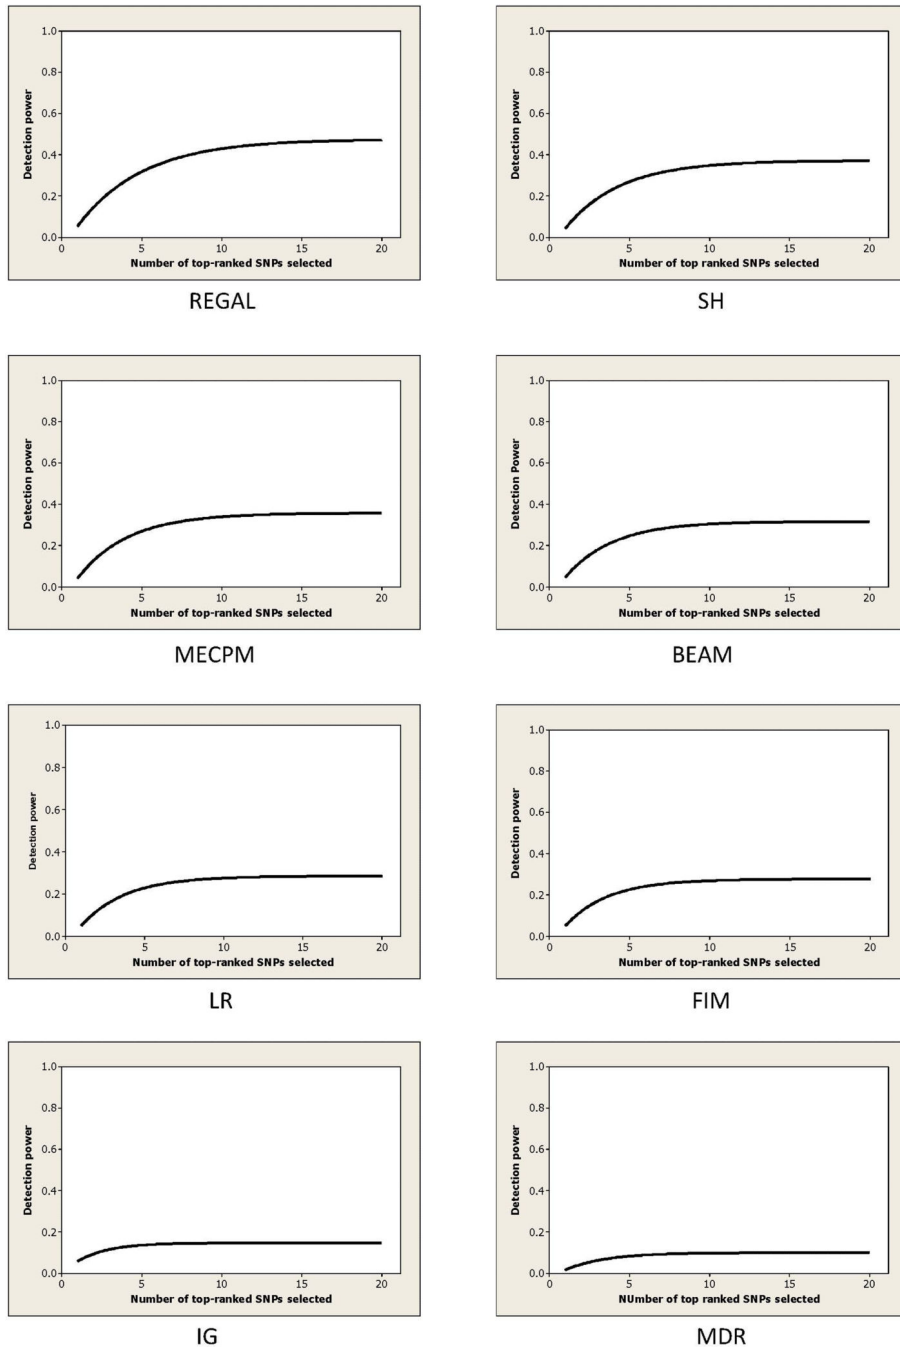 1.0
0.8
0.6
0.4
0.2
0.0
Detection power
0 5 10 15 20
Number of top-ranked SNPs selected
REGAL
1.0
0.8
0.6
0.4
0.2
0.0
Detection power
0 5 10 15 20
Number of top ranked SNPs selected
SH
1.0
0.8
0.6
0.4
0.2
0.0
Detection power
0 5 10 15 20
Number of top-ranked SNPs selected
MECPM
1.0
0.8
0.6
0.4
0.2
0.0
Detection Power
0 5 10 15 20
Number of top-ranked SNPs selected
BEAM
1.0
0.8
0.6
0.4
0.2
0.0
Detection power
0 5 10 15 20
Number of top-ranked SNPs selected
LR
1.0
0.8
0.6
0.4
0.2
0.0
Detection power
0 5 10 15 20
Number of top-ranked SNPs selected
FIM
1.0
0.8
0.6
0.4
0.2
0.0
Detection power
0 5 10 15 20
Number of top-ranked SNPs selected
IG
1.0
0.8
0.6
0.4
0.2
0.0
Detection power
0 5 10 15 20
NUmber of top ranked SNPs selected
MDR